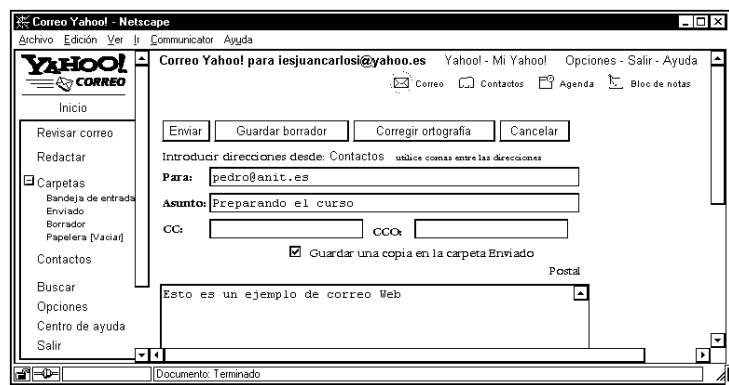 Correo Yahoo! - Netscape
Archivo Edición Ver Ir Communicator Ayuda
YAHOO! CORREO
Correo Yahoo! para iesjuancarlosi@yahoo.es Yahoo! - Mi Yahoo! Opciones - Salir - Ayuda
Correo Contactos Agenda Bloc de notas
Inicio
Revisar correo
Redactar
Carpetas
Bandeja de entrada
Enviado
Borrador
Papelera [Vaciar]
Contactos
Buscar
Opciones
Centro de ayuda
Salir
Enviar Guardar borrador Corregir ortografía Cancelar
Introducir direcciones desde: Contactos utilice comas entre las direcciones
Para: pedro@anit.es
Asunto: Preparando el curso
CC: CCO:
Guardar una copia en la carpeta Enviado
Postal
Esto es un ejemplo de correo Web
Documento: Terminado